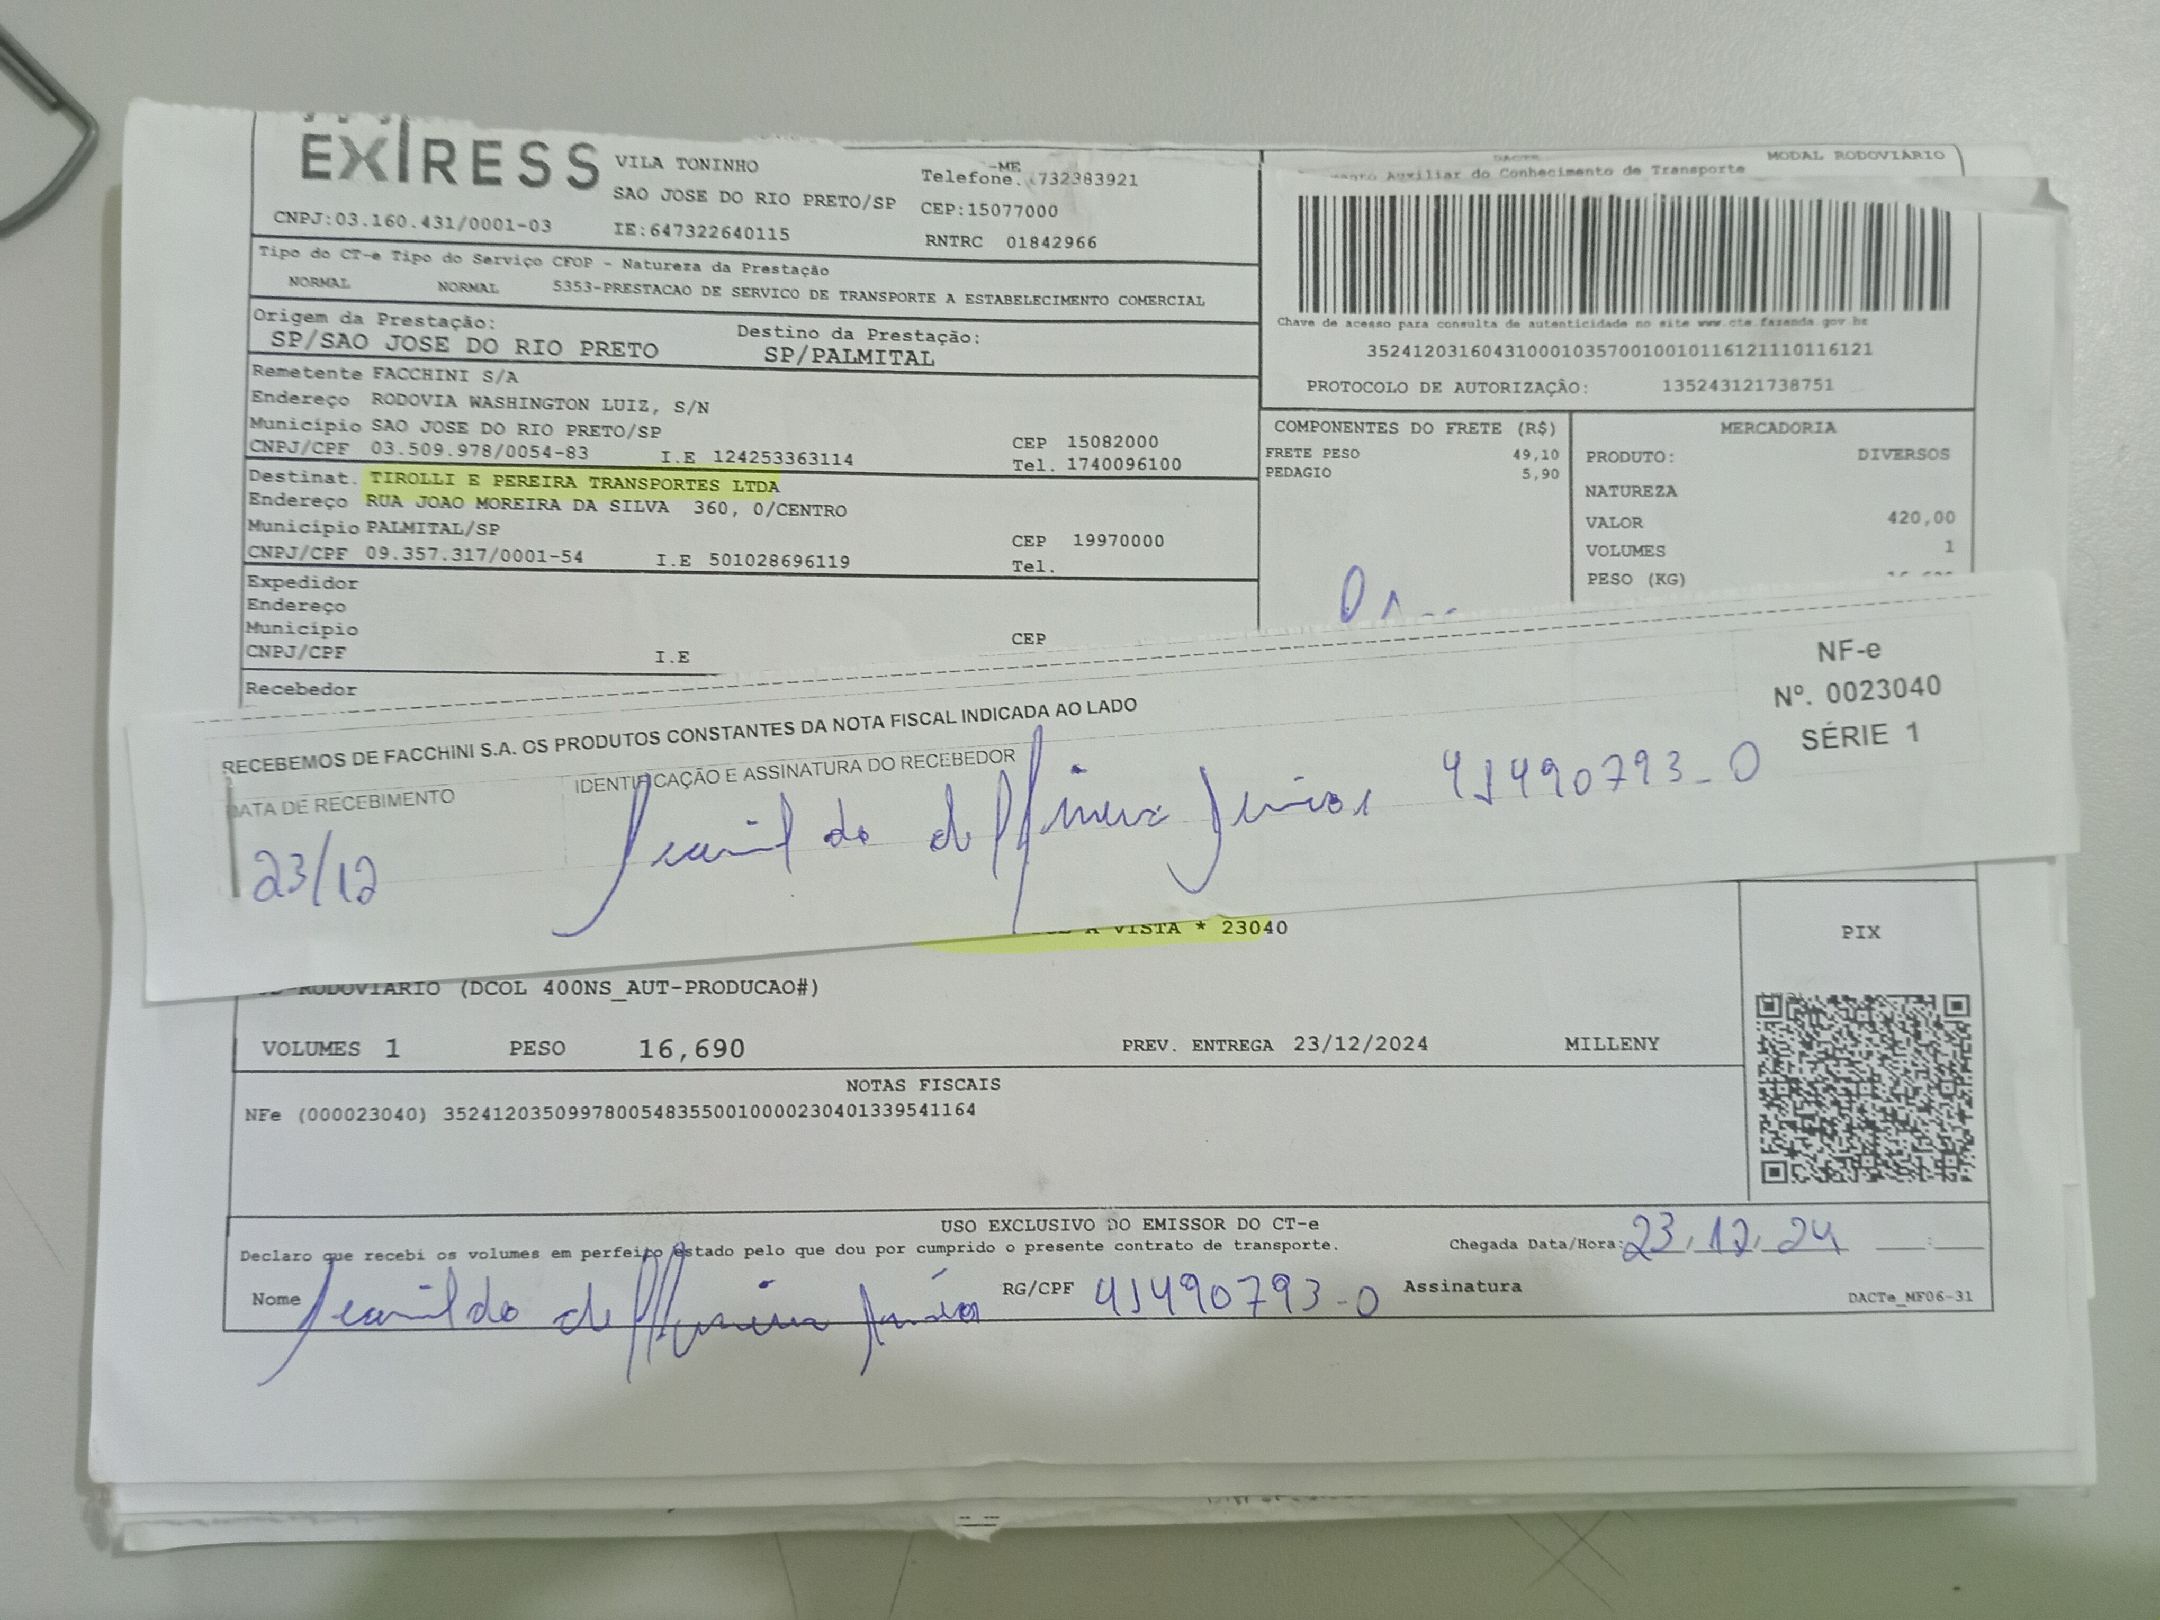 EXPRESS
VILA TONINHO
-ME
Telefone. 732383921
SAO JOSE DO RIO PRETO/SP CEP:15077000
CNPJ:03.160.431/0001-03 IE:647322640115 RNTRC 01842966
Tipo do CT-e Tipo do Serviço CFOP - Natureza da Prestação
NORMAL NORMAL 5353-PRESTACAO DE SERVICO DE TRANSPORTE A ESTABELECIMENTO COMERCIAL
Origem da Prestação: Destino da Prestação:
SP/SAO JOSE DO RIO PRETO SP/PALMITAL
Remetente FACCHINI S/A
Endereço RODOVIA WASHINGTON LUIZ, S/N
Município SAO JOSE DO RIO PRETO/SP CEP 15082000
CNPJ/CPF 03.509.978/0054-83 I.E 124253363114 Tel. 1740096100
Destinat. TIROLLI E PEREIRA TRANSPORTES LTDA
Endereço RUA JOAO MOREIRA DA SILVA 360, 0/CENTRO
Município PALMITAL/SP CEP 19970000
CNPJ/CPF 09.357.317/0001-54 I.E 501028696119 Tel.
Expedidor
Endereço
Município CEP
CNPJ/CPF I.E
Recebedor
DACTE MODAL RODOVIÁRIO
Auxiliar do Conhecimento de Transporte
Chave de acesso para consulta de autenticidade no site www.cte.fazenda.gov.br
35241203160431000103570010010116121110116121
PROTOCOLO DE AUTORIZAÇÃO: 135243121738751
COMPONENTES DO FRETE (R$)
FRETE PESO 49,10
PEDAGIO 5,90
MERCADORIA
PRODUTO: DIVERSOS
NATUREZA
VALOR 420,00
VOLUMES 1
PESO (KG)
RECEBEMOS DE FACCHINI S.A. OS PRODUTOS CONSTANTES DA NOTA FISCAL INDICADA AO LADO
NF-e
Nº. 0023040
SÉRIE 1
DATA DE RECEBIMENTO IDENTIFICAÇÃO E ASSINATURA DO RECEBEDOR
23/12 41490793-0
A VISTA * 23040
RODOVIARIO (DCOL 400NS_AUT-PRODUCAO#)
PIX
VOLUMES 1 PESO 16,690 PREV. ENTREGA 23/12/2024 MILLENY
NOTAS FISCAIS
NFe (000023040) 35241203509978005483550010000230401339541164
USO EXCLUSIVO DO EMISSOR DO CT-e
Declaro que recebi os volumes em perfeito estado pelo que dou por cumprido o presente contrato de transporte. Chegada Data/Hora: 23.12.24
Nome RG/CPF 41490793-0 Assinatura
DACTe_MF06-31